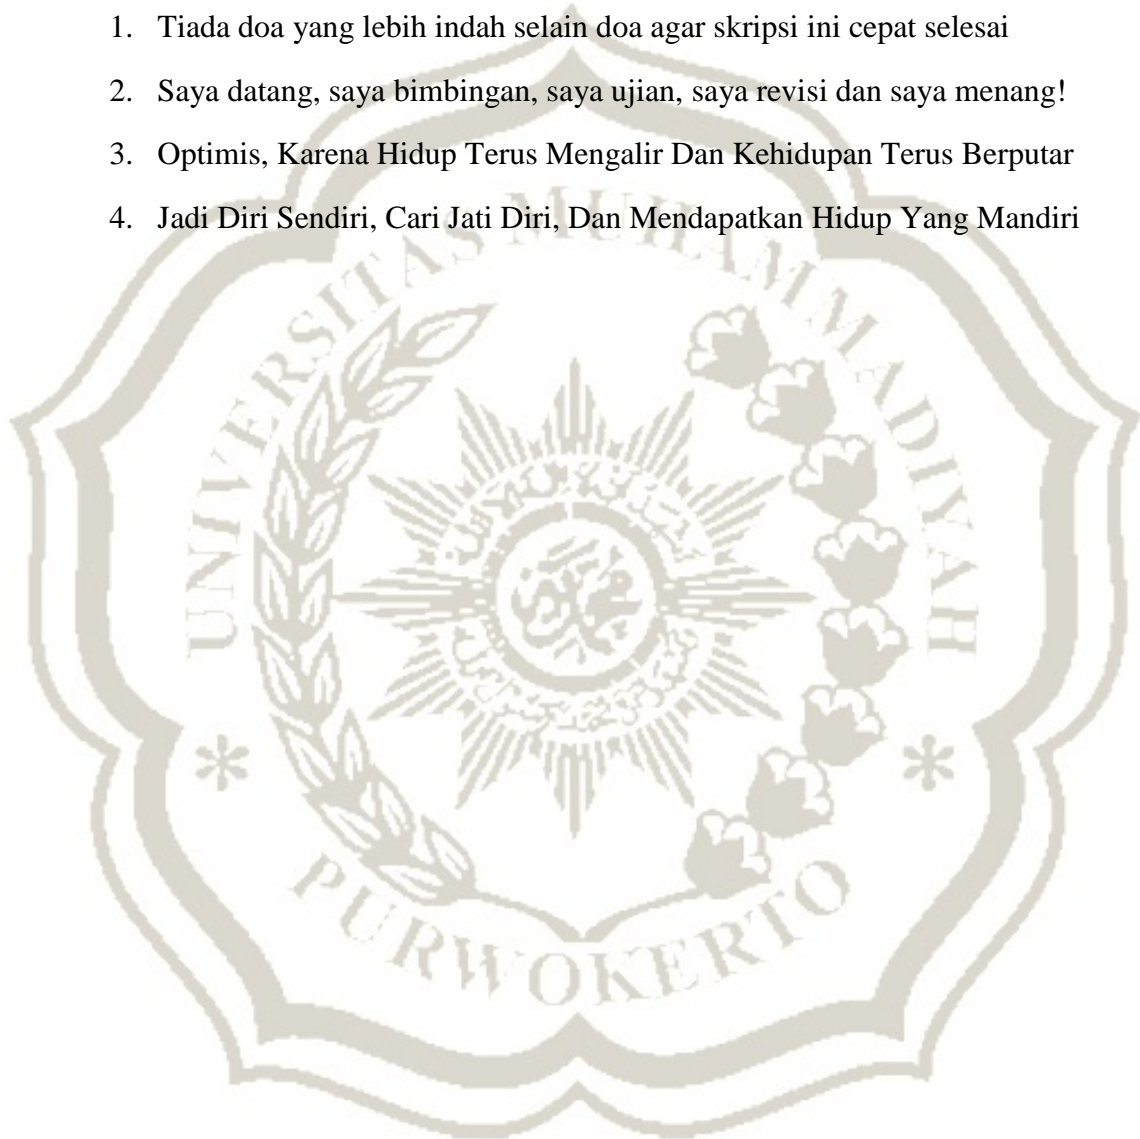 1. Tiada doa yang lebih indah selain doa agar skripsi ini cepat selesai
2. Saya datang, saya bimbingan, saya ujian, saya revisi dan saya menang!
3. Optimis, Karena Hidup Terus Mengalir Dan Kehidupan Terus Berputar
4. Jadi Diri Sendiri, Cari Jati Diri, Dan Mendapatkan Hidup Yang Mandiri
UNIVERSITAS MUHAMMADIYAH
PURWOKERTO